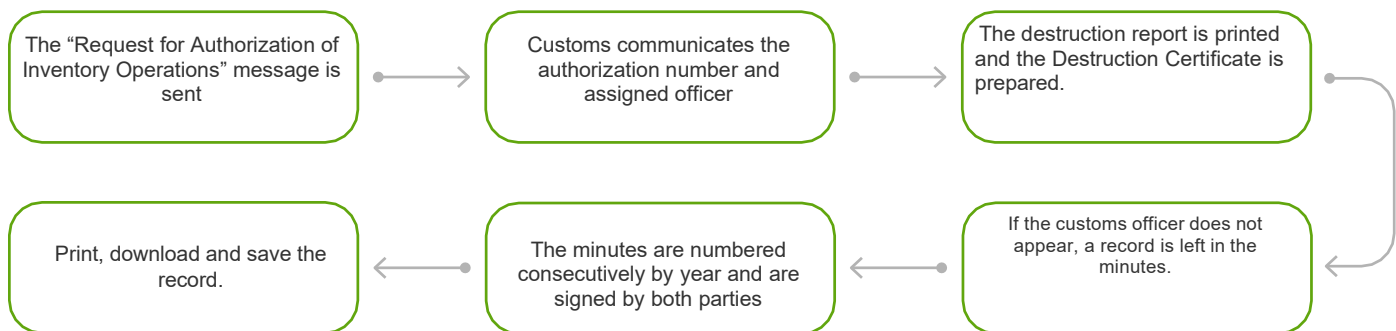 The “Request for Authorization of
Inventory Operations” message is
sent
Customs communicates the
authorization number and
assigned officer
The destruction report is printed
and the Destruction Certificate is
prepared.
If the customs officer does not
appear, a record is left in the
minutes.
The minutes are numbered
consecutively by year and are
signed by both parties
Print, download and save the
record.